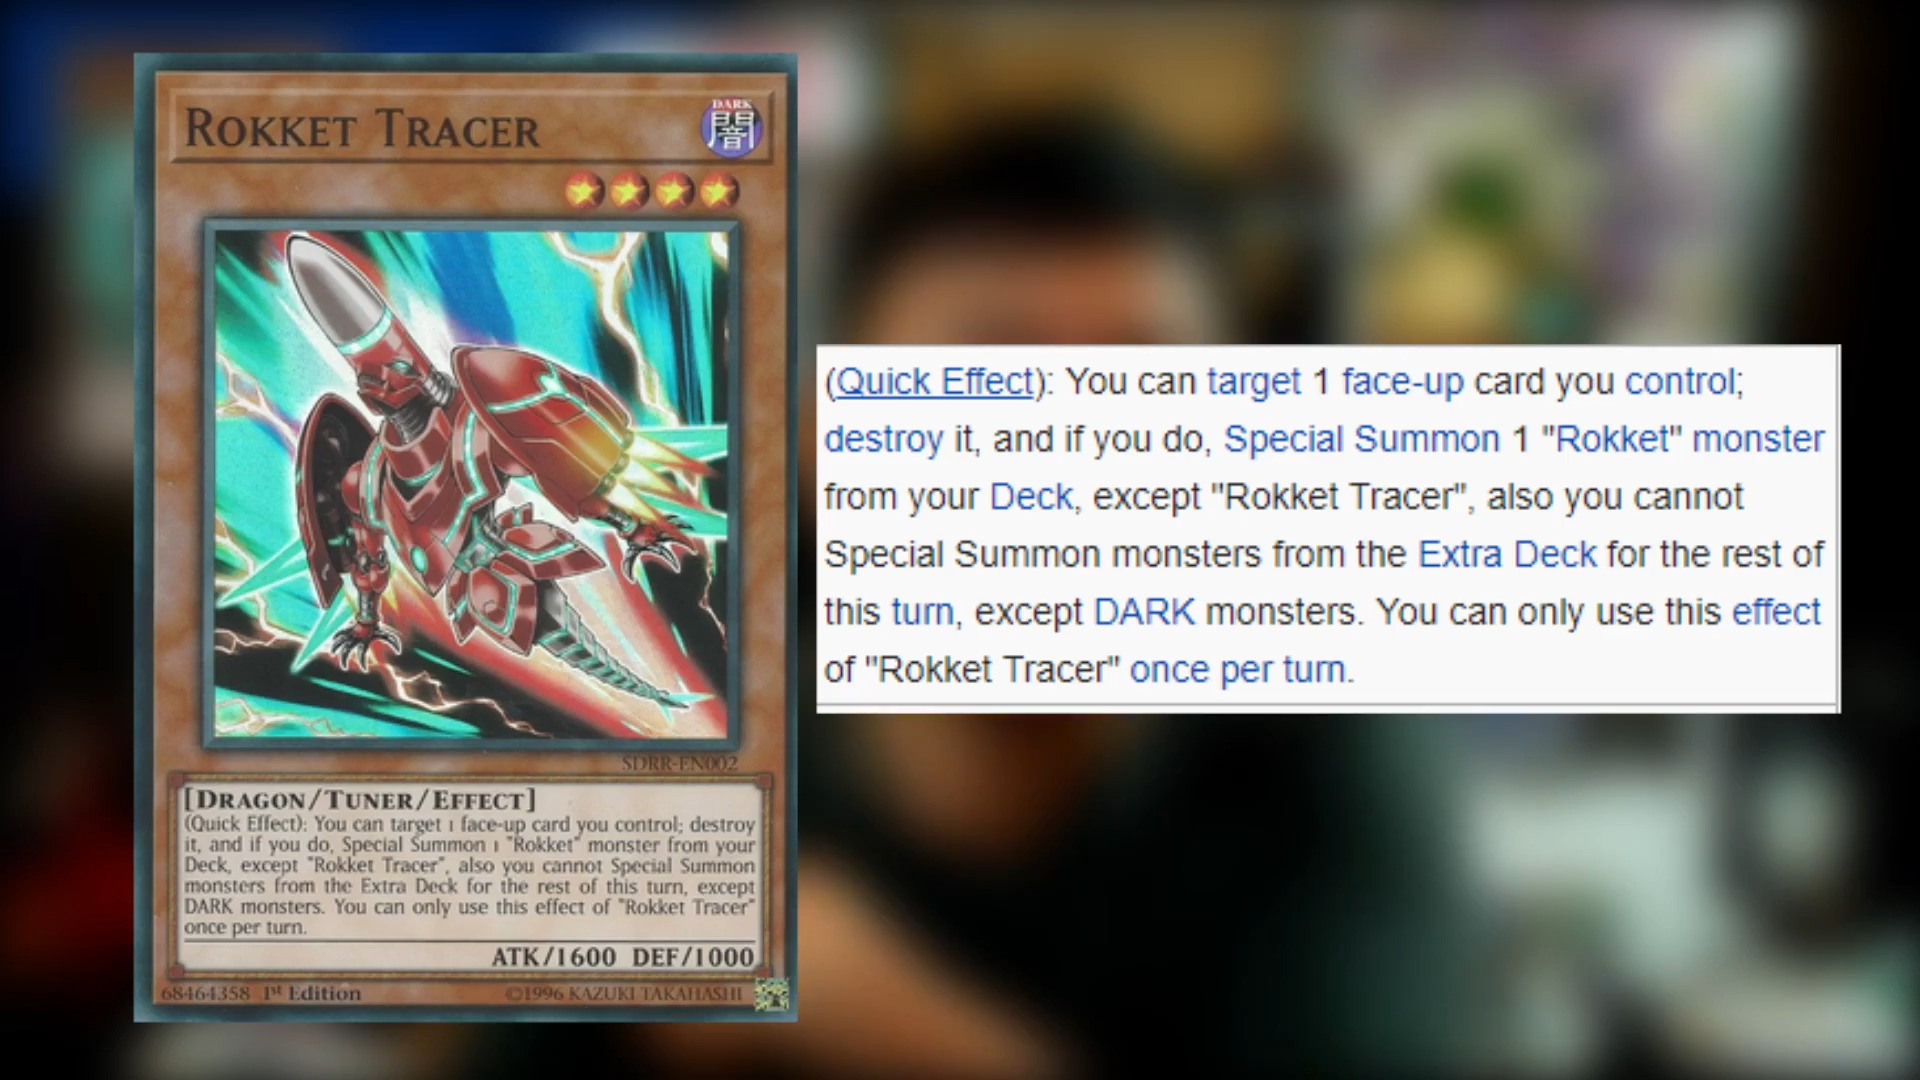 ROKKET TRACER
DARK
闇
SDRR-EN002
[DRAGON/TUNER/EFFECT]
(Quick Effect): You can target 1 face-up card you control; destroy
it, and if you do, Special Summon 1 "Rokket" monster from your
Deck, except "Rokket Tracer", also you cannot Special Summon
monsters from the Extra Deck for the rest of this turn, except
DARK monsters. You can only use this effect of "Rokket Tracer"
once per turn.
ATK/1600 DEF/1000
68464358 1st Edition
©1996 KAZUKI TAKAHASHI
(Quick Effect): You can target 1 face-up card you control;
destroy it, and if you do, Special Summon 1 "Rokket" monster
from your Deck, except "Rokket Tracer", also you cannot
Special Summon monsters from the Extra Deck for the rest of
this turn, except DARK monsters. You can only use this effect
of "Rokket Tracer" once per turn.